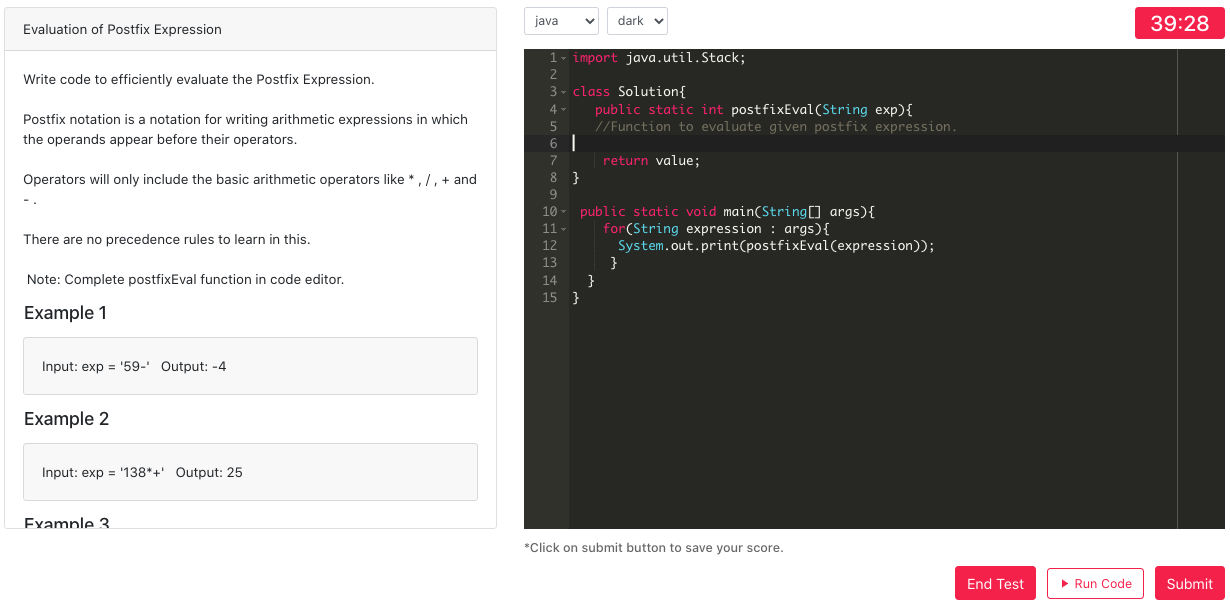 Evaluation of Postfix Expression
Write code to efficiently evaluate the Postfix Expression.
Postfix notation is a notation for writing arithmetic expressions in which
the operands appear before their operators.
Operators will only include the basic arithmetic operators like * , / , + and
- .
There are no precedence rules to learn in this.
Note: Complete postfixEval function in code editor.
Example 1
Input: exp = '59-'   Output: -4
Example 2
Input: exp = '138*+'   Output: 25
Example 3
java
dark
39:28
1 import java.util.Stack;
2
3 class Solution{
4    public static int postfixEval(String exp){
5    //Function to evaluate given postfix expression.
6
7     return value;
8 }
9
10  public static void main(String[] args){
11     for(String expression : args){
12       System.out.print(postfixEval(expression));
13      }
14   }
15 }
*Click on submit button to save your score.
End Test
Run Code
Submit